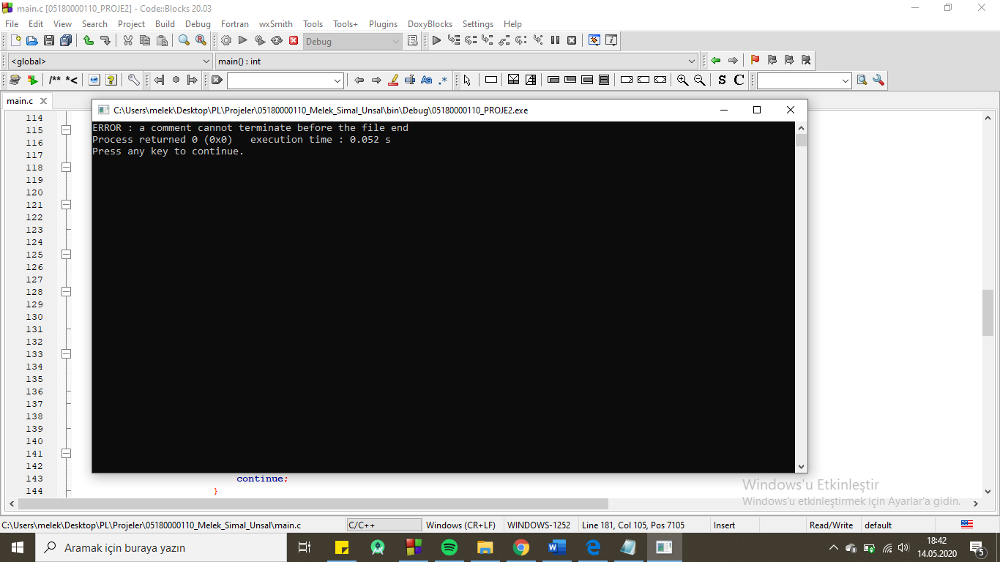 main.c [05180000110_PROJE2] - Code::Blocks 20.03
File Edit View Search Project Build Debug Fortran wxSmith Tools Tools+ Plugins DoxyBlocks Settings Help
Debug
<global> main() : int
/** *< Aa .* S C
main.c
C:\Users\melek\Desktop\PL\Projeler\05180000110_Melek_Simal_Unsal\bin\Debug\05180000110_PROJE2.exe
ERROR : a comment cannot terminate before the file end
Process returned 0 (0x0)   execution time : 0.052 s
Press any key to continue.
114
115
116
117
118
119
120
121
122
123
124
125
126
127
128
129
130
131
132
133
134
135
136
137
138
139
140
141
142
143 continue;
144 }
Windows'u Etkinleştir
Windows'u etkinleştirmek için Ayarlar'a gidin.
C:\Users\melek\Desktop\PL\Projeler\05180000110_Melek_Simal_Unsal\main.c C/C++ Windows (CR+LF) WINDOWS-1252 Line 181, Col 105, Pos 7105 Insert Read/Write default
Aramak için buraya yazın
18:42
14.05.2020
5